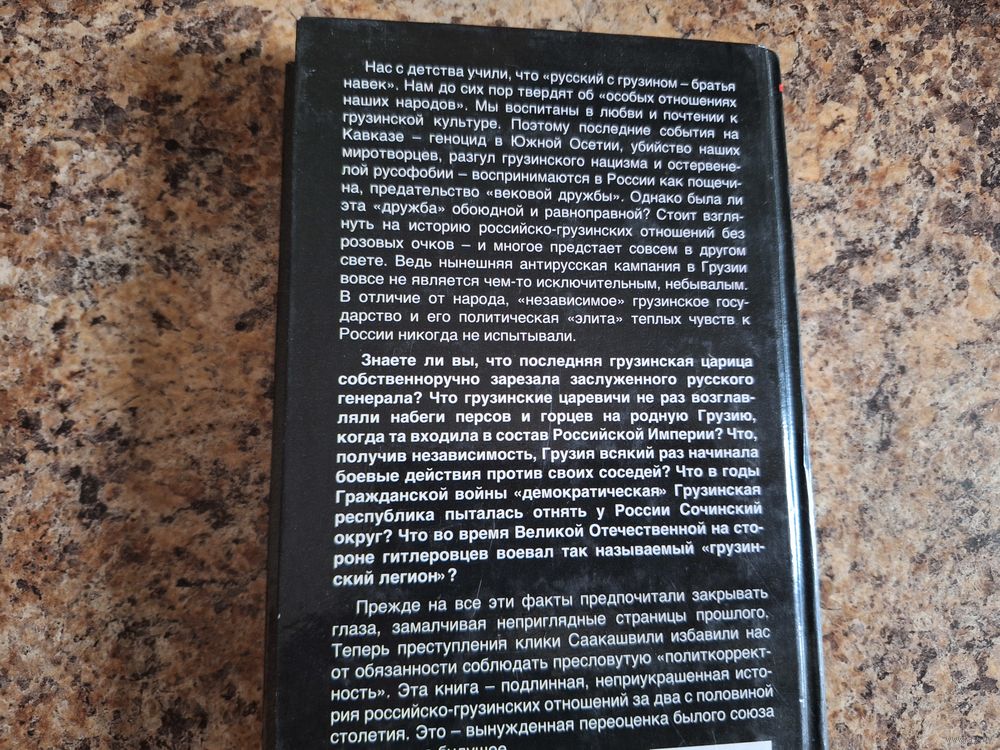 Нас с детства учили, что «русский с грузином – братья
навек». Нам до сих пор твердят об «особых отношениях
наших народов». Мы воспитаны в любви и почтении к
грузинской культуре. Поэтому последние события на
Кавказе – геноцид в Южной Осетии, убийство наших
миротворцев, разгул грузинского нацизма и остервене-
лой русофобии – воспринимаются в России как пощечи-
на, предательство «вековой дружбы». Однако была ли
эта «дружба» обоюдной и равноправной? Стоит взгля-
нуть на историю российско-грузинских отношений без
розовых очков – и многое предстает совсем в другом
свете. Ведь нынешняя антирусская кампания в Грузии
вовсе не является чем-то исключительным, небывалым.
В отличие от народа, «независимое» грузинское госу-
дарство и его политическая «элита» теплых чувств к
России никогда не испытывали.
Знаете ли вы, что последняя грузинская царица
собственноручно зарезала заслуженного русского
генерала? Что грузинские царевичи не раз возглав-
ляли набеги персов и горцев на родную Грузию,
когда та входила в состав Российской Империи? Что,
получив независимость, Грузия всякий раз начинала
боевые действия против своих соседей? Что в годы
Гражданской войны «демократическая» Грузинская
республика пыталась отнять у России Сочинский
округ? Что во время Великой Отечественной на сто-
роне гитлеровцев воевал так называемый «грузин-
ский легион»?
Прежде на все эти факты предпочитали закрывать
глаза, замалчивая неприглядные страницы прошлого.
Теперь преступления клики Саакашвили избавили нас
от обязанности соблюдать пресловутую «политкоррект-
ность». Эта книга – подлинная, неприукрашенная исто-
рия российско-грузинских отношений за два с половиной
столетия. Это – вынужденная переоценка былого союза
будущее